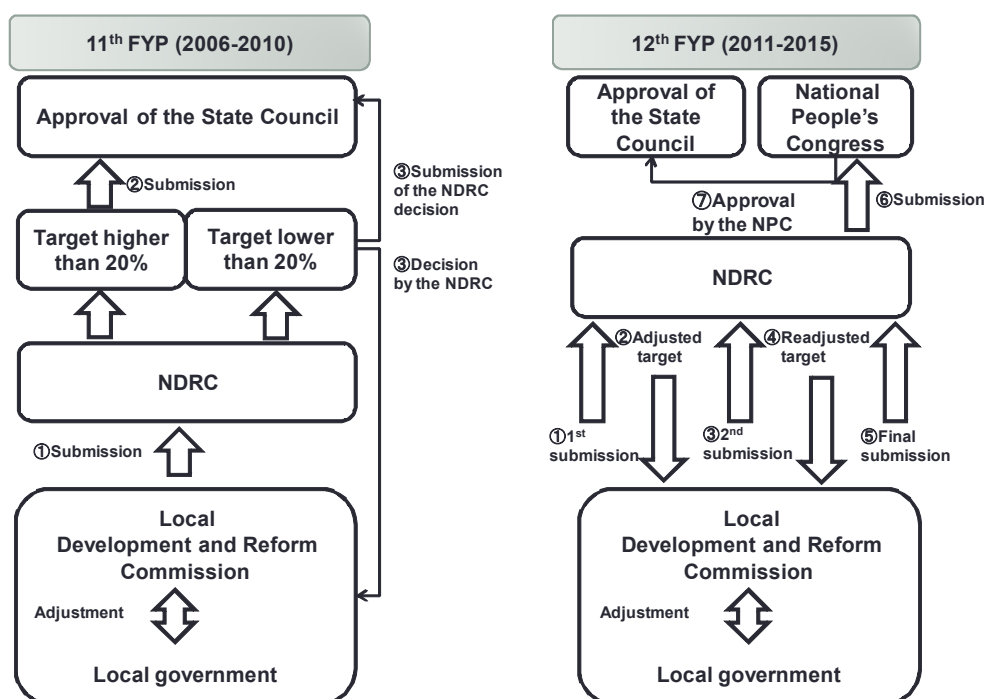 11th FYP (2006-2010)
Approval of the State Council
②Submission
③Submission
of the NDRC
decision
Target higher
than 20%
Target lower
than 20%
③Decision
by the NDRC
NDRC
①Submission
Local
Development and Reform
Commission
Adjustment
Local government
12th FYP (2011-2015)
Approval of
the State
Council
National
People's
Congress
⑦Approval
by the NPC
⑥Submission
NDRC
②Adjusted
target
④Readjusted
target
①1st
submission
③2nd
submission
⑤Final
submission
Local
Development and Reform
Commission
Adjustment
Local government